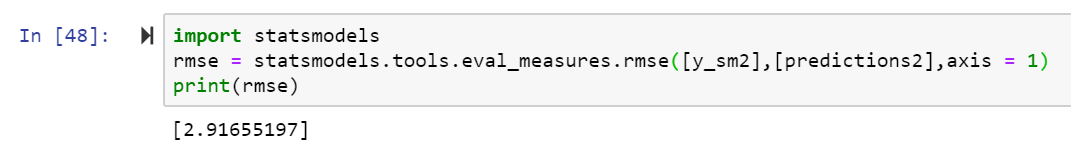 In [48]:
import statsmodels
rmse = statsmodels.tools.eval_measures.rmse([y_sm2],[predictions2],axis = 1)
print(rmse)
[2.91655197]